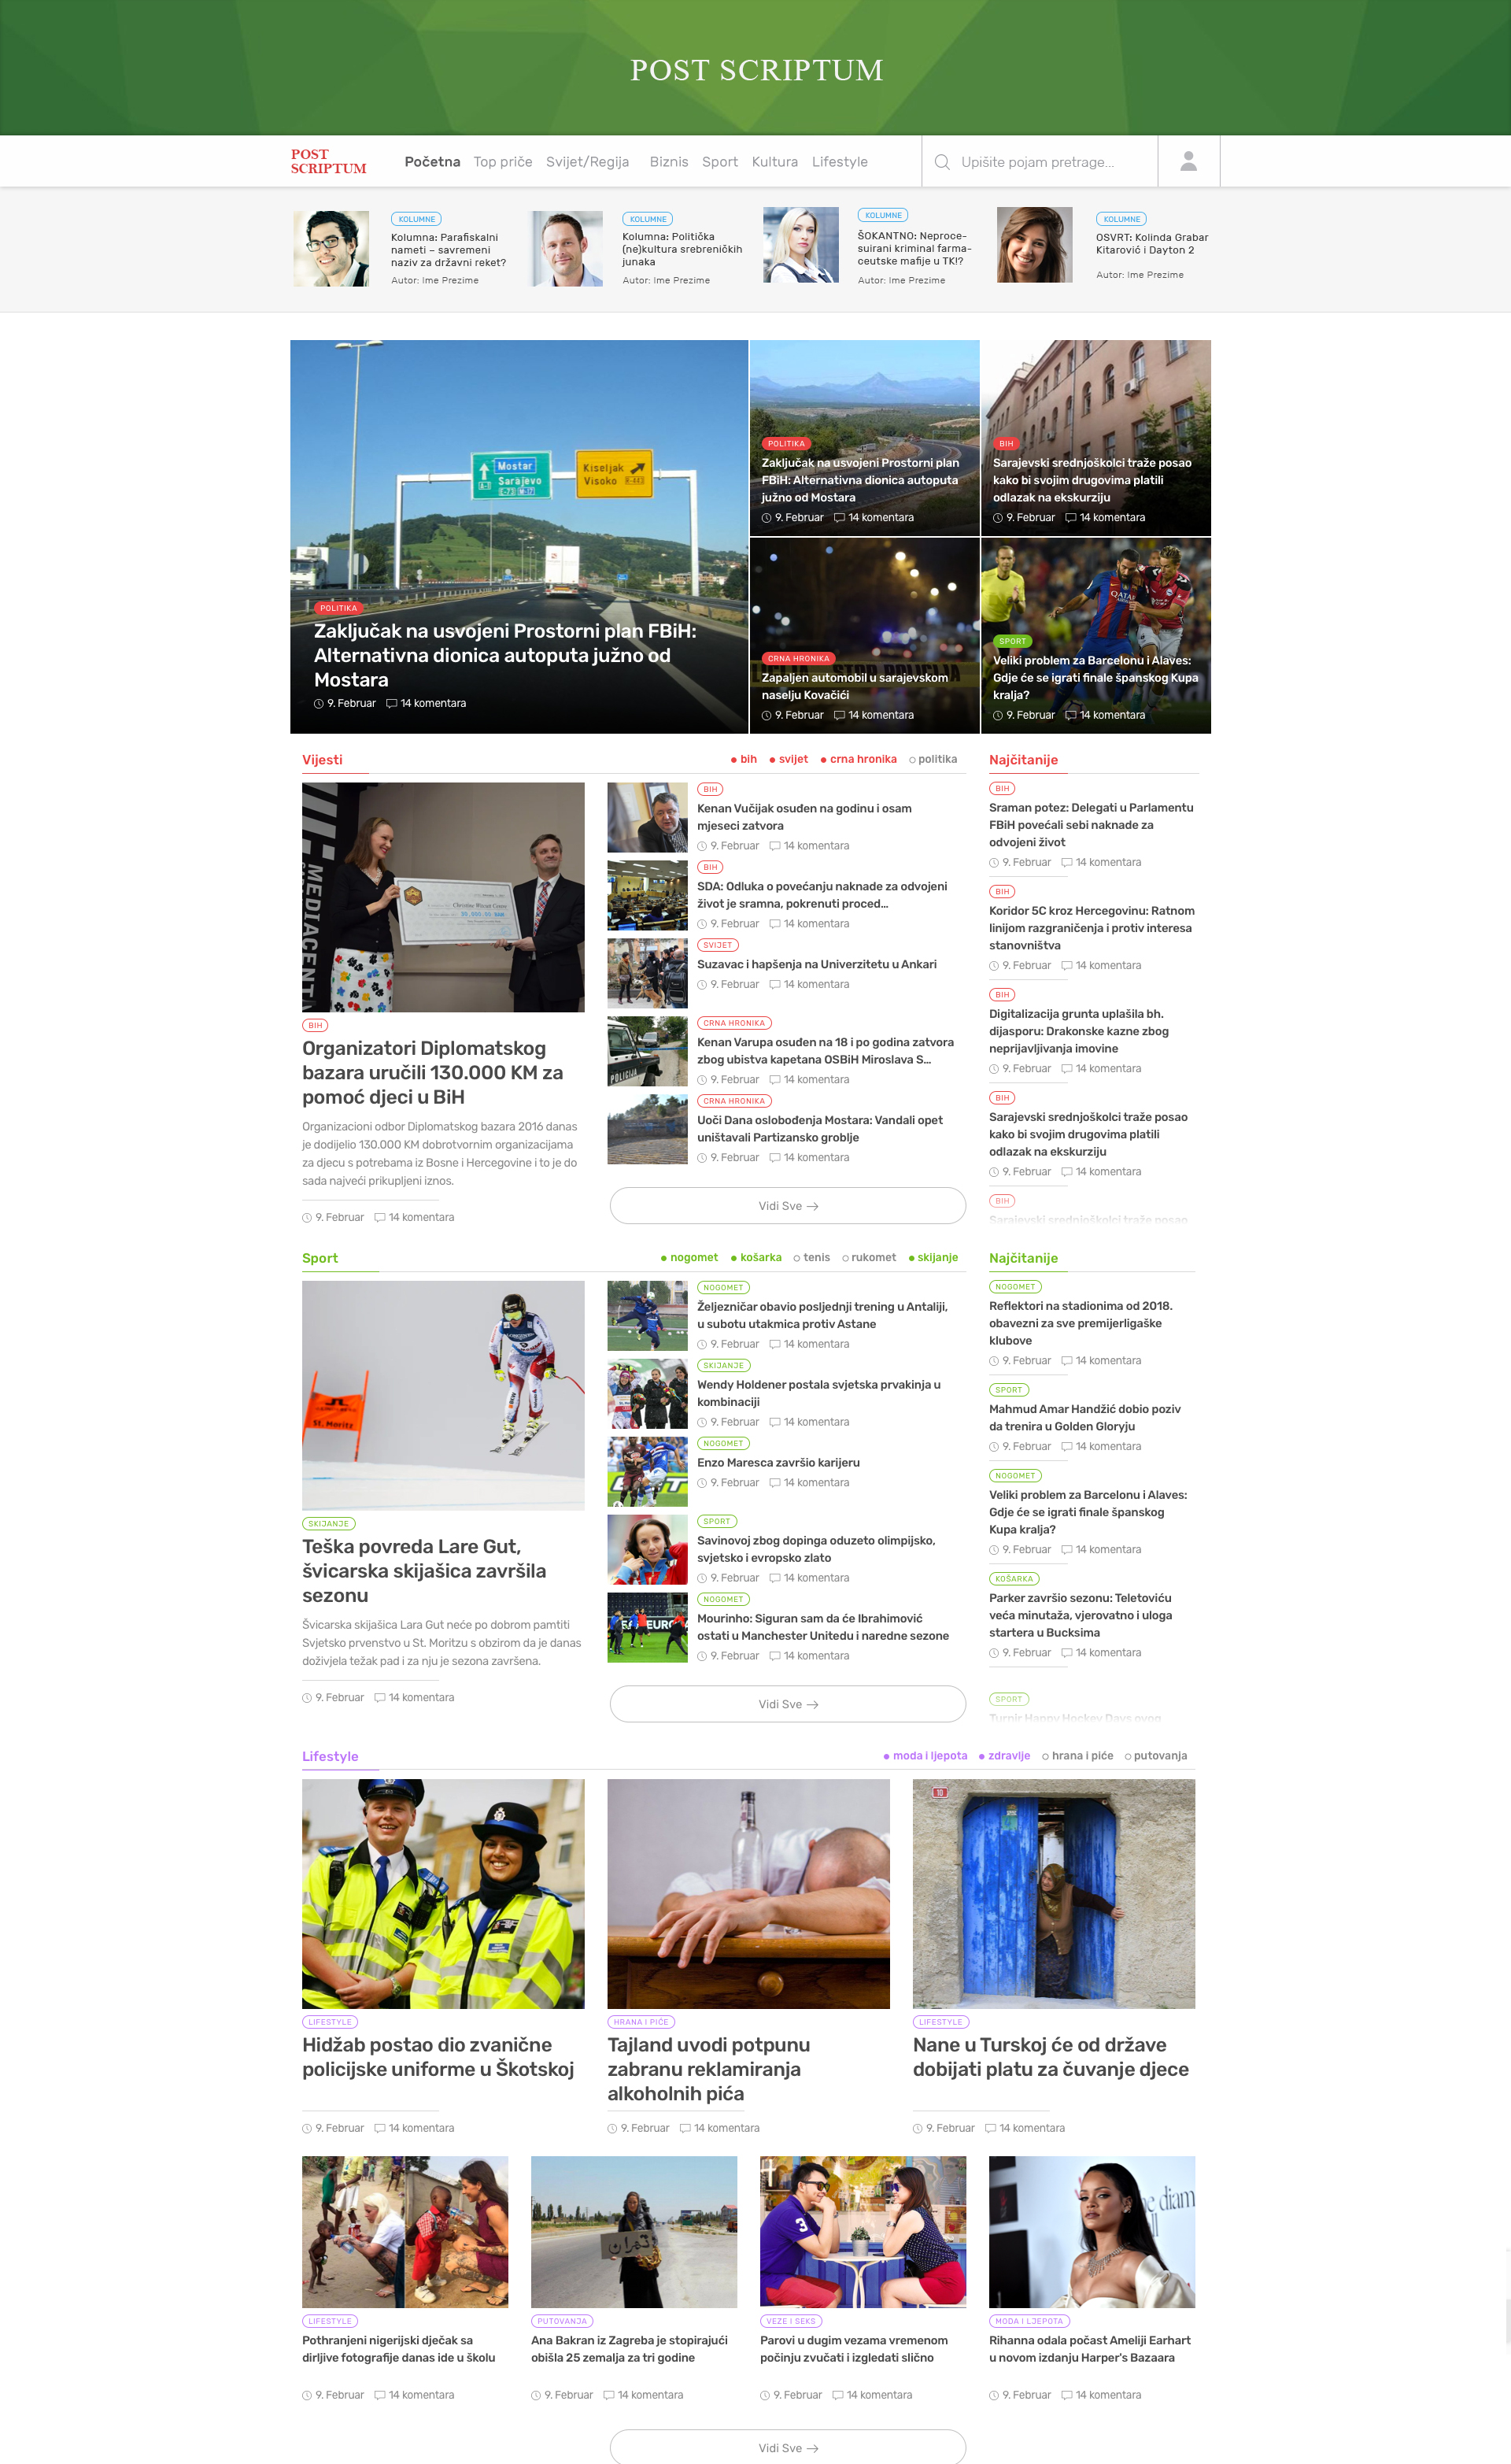 POST SCRIPTUM
POST
SCRIPTUM
Početna
Top priče
Svijet/Regija
Biznis
Sport
Kultura
Lifestyle
Upišite pojam pretrage...
KOLUMNE
Kolumna: Parafiskalni
nameti – savremeni
naziv za državni reket?
Autor: Ime Prezime
KOLUMNE
Kolumna: Politička
(ne)kultura srebreničkih
junaka
Autor: Ime Prezime
KOLUMNE
ŠOKANTNO: Neproce-
suirani kriminal farma-
ceutske mafije u TK!?
Autor: Ime Prezime
KOLUMNE
OSVRT: Kolinda Grabar
Kitarović i Dayton 2
Autor: Ime Prezime
Mostar
Sarajevo
Kiseljak
Visoko
POLITIKA
Zaključak na usvojeni Prostorni plan FBiH:
Alternativna dionica autoputa južno od
Mostara
9. Februar 14 komentara
POLITIKA
Zaključak na usvojeni Prostorni plan
FBiH: Alternativna dionica autoputa
južno od Mostara
9. Februar 14 komentara
BIH
Sarajevski srednjoškolci traže posao
kako bi svojim drugovima platili
odlazak na ekskurziju
9. Februar 14 komentara
CRNA HRONIKA
Zapaljen automobil u sarajevskom
naselju Kovačići
9. Februar 14 komentara
SPORT
Veliki problem za Barcelonu i Alaves:
Gdje će se igrati finale španskog Kupa
kralja?
9. Februar 14 komentara
Vijesti
bih svijet crna hronika politika
MEDIACENTA
BIH
Organizatori Diplomatskog
bazara uručili 130.000 KM za
pomoć djeci u BiH
Organizacioni odbor Diplomatskog bazara 2016 danas
je dodijelio 130.000 KM dobrotvornim organizacijama
za djecu s potrebama iz Bosne i Hercegovine i to je do
sada najveći prikupljeni iznos.
9. Februar 14 komentara
BIH
Kenan Vučijak osuđen na godinu i osam
mjeseci zatvora
9. Februar 14 komentara
BIH
SDA: Odluka o povećanju naknade za odvojeni
život je sramna, pokrenuti proced...
9. Februar 14 komentara
SVIJET
Suzavac i hapšenja na Univerzitetu u Ankari
9. Februar 14 komentara
POLICIJA
CRNA HRONIKA
Kenan Varupa osuđen na 18 i po godina zatvora
zbog ubistva kapetana OSBiH Miroslava S...
9. Februar 14 komentara
CRNA HRONIKA
Uoči Dana oslobođenja Mostara: Vandali opet
uništavali Partizansko groblje
9. Februar 14 komentara
Vidi Sve
Najčitanije
BIH
Sraman potez: Delegati u Parlamentu
FBiH povećali sebi naknade za
odvojeni život
9. Februar 14 komentara
BIH
Koridor 5C kroz Hercegovinu: Ratnom
linijom razgraničenja i protiv interesa
stanovništva
9. Februar 14 komentara
BIH
Digitalizacija grunta uplašila bh.
dijasporu: Drakonske kazne zbog
neprijavljivanja imovine
9. Februar 14 komentara
BIH
Sarajevski srednjoškolci traže posao
kako bi svojim drugovima platili
odlazak na ekskurziju
9. Februar 14 komentara
BIH
Sarajevski srednjoškolci traže posao
Sport
nogomet košarka tenis rukomet skijanje
St. Moritz
SKIJANJE
Teška povreda Lare Gut,
švicarska skijašica završila
sezonu
Švicarska skijašica Lara Gut neće po dobrom pamtiti
Svjetsko prvenstvo u St. Moritzu s obzirom da je danas
doživjela težak pad i za nju je sezona završena.
9. Februar 14 komentara
NOGOMET
Željezničar obavio posljednji trening u Antaliji,
u subotu utakmica protiv Astane
9. Februar 14 komentara
SKIJANJE
Wendy Holdener postala svjetska prvakinja u
kombinaciji
9. Februar 14 komentara
NOGOMET
Enzo Maresca završio karijeru
9. Februar 14 komentara
SPORT
Savinovoj zbog dopinga oduzeto olimpijsko,
svjetsko i evropsko zlato
9. Februar 14 komentara
NOGOMET
Mourinho: Siguran sam da će Ibrahimović
ostati u Manchester Unitedu i naredne sezone
9. Februar 14 komentara
Vidi Sve
Najčitanije
NOGOMET
Reflektori na stadionima od 2018.
obavezni za sve premijerligaške
klubove
9. Februar 14 komentara
SPORT
Mahmud Amar Handžić dobio poziv
da trenira u Golden Gloryju
9. Februar 14 komentara
NOGOMET
Veliki problem za Barcelonu i Alaves:
Gdje će se igrati finale španskog
Kupa kralja?
9. Februar 14 komentara
KOŠARKA
Parker završio sezonu: Teletoviću
veća minutaža, vjerovatno i uloga
startera u Bucksima
9. Februar 14 komentara
SPORT
Turnir Happy Hockey Days ovog
Lifestyle
moda i ljepota zdravlje hrana i piće putovanja
LIFESTYLE
Hidžab postao dio zvanične
policijske uniforme u Škotskoj
9. Februar 14 komentara
HRANA I PIĆE
Tajland uvodi potpunu
zabranu reklamiranja
alkoholnih pića
9. Februar 14 komentara
10
LIFESTYLE
Nane u Turskoj će od države
dobijati platu za čuvanje djece
9. Februar 14 komentara
LIFESTYLE
Pothranjeni nigerijski dječak sa
dirljive fotografije danas ide u školu
9. Februar 14 komentara
تهران
PUTOVANJA
Ana Bakran iz Zagreba je stopirajući
obišla 25 zemalja za tri godine
9. Februar 14 komentara
3
VEZE I SEKS
Parovi u dugim vezama vremenom
počinju zvučati i izgledati slično
9. Februar 14 komentara
MODA I LJEPOTA
Rihanna odala počast Ameliji Earhart
u novom izdanju Harper's Bazaara
9. Februar 14 komentara
Vidi Sve